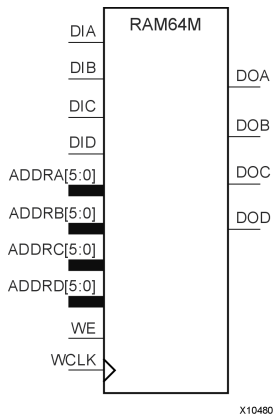 RAM64M
DIA
DIB
DIC
DID
ADDRA[5:0]
ADDRB[5:0]
ADDRC[5:0]
ADDRD[5:0]
WE
WCLK
DOA
DOB
DOC
DOD
X10480